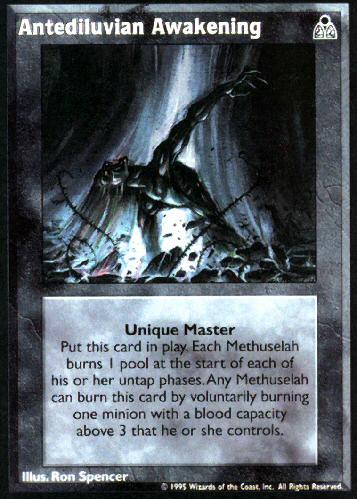 Antediluvian Awakening
Unique Master
Put this card in play. Each Methuselah
burns 1 pool at the start of each of
his or her untap phases. Any Methuselah
can burn this card by voluntarily burning
one minion with a blood capacity
above 3 that he or she controls.
Illus. Ron Spencer
© 1995 Wizards of the Coast, Inc. All Rights Reserved.